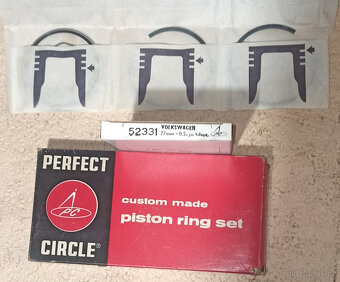 52331
VOLKSWAGEN
PERFECT
PC
CIRCLE®
custom made
piston ring set